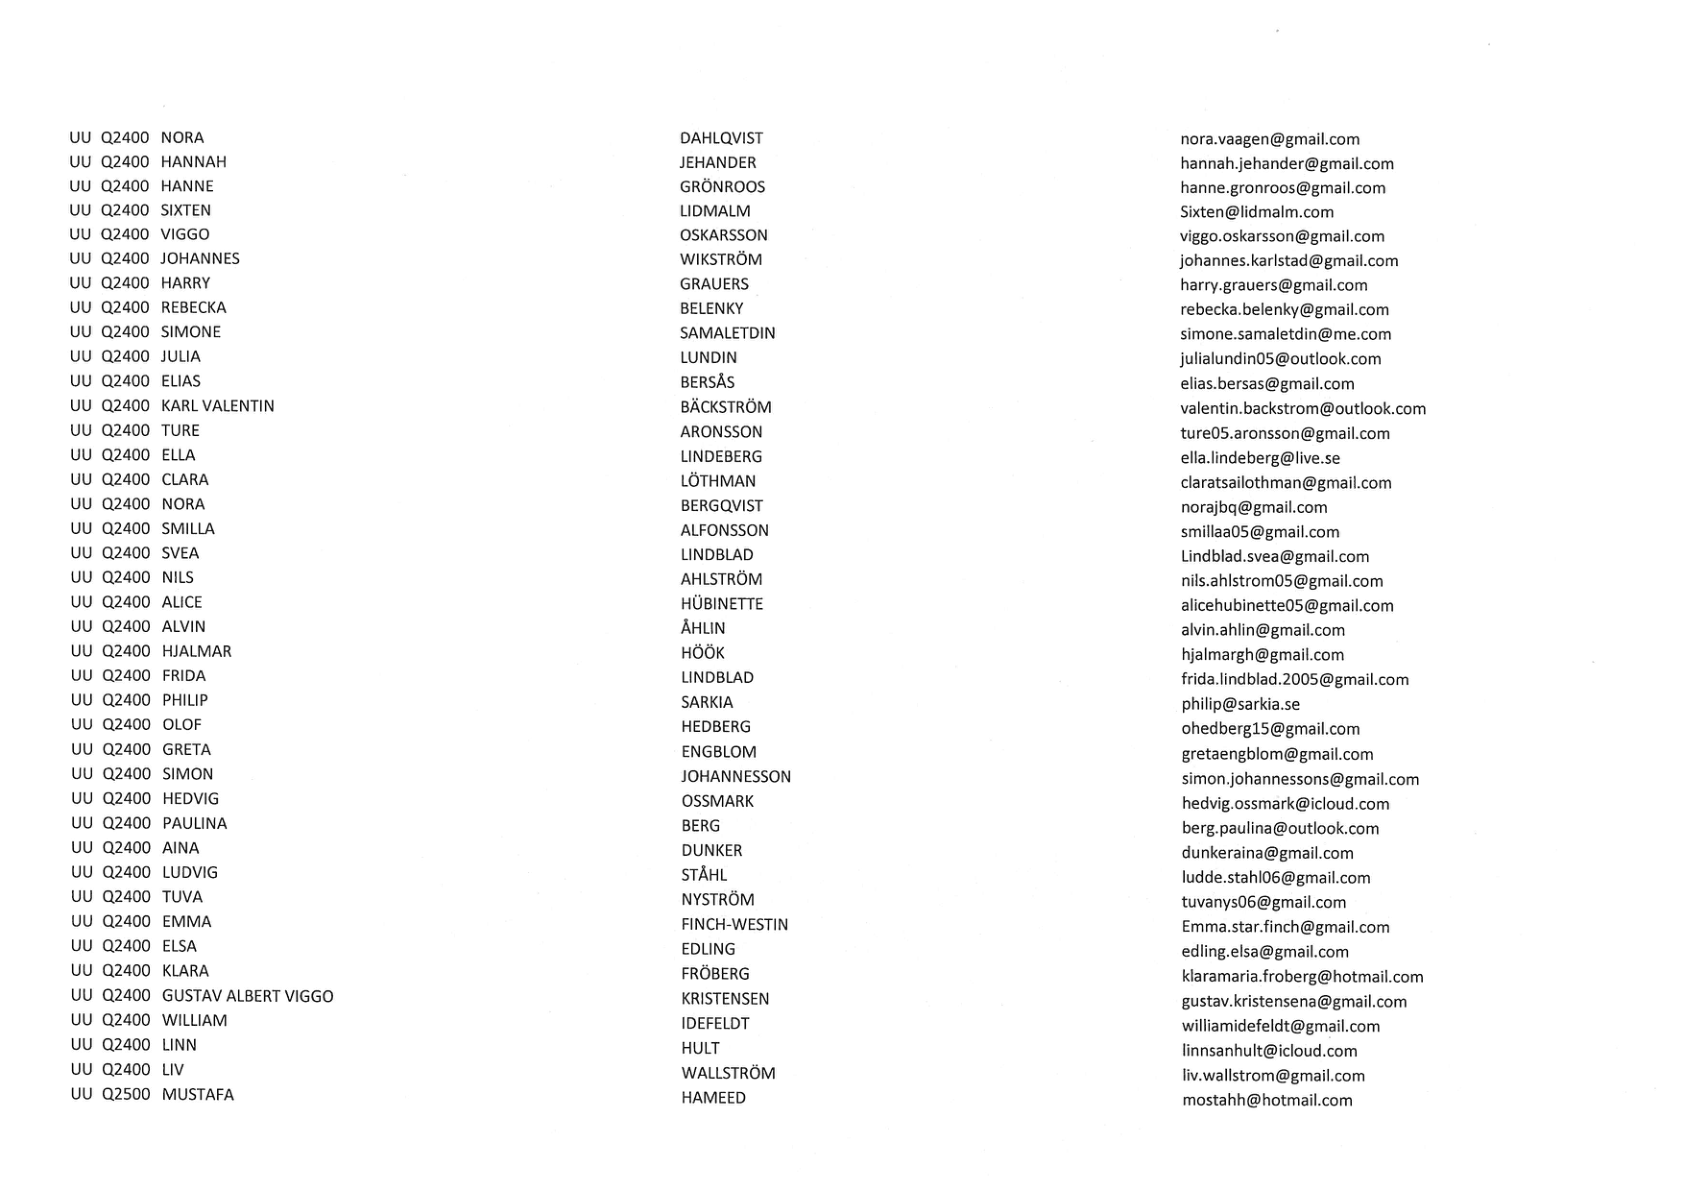 UU Q2400 NORA DAHLQVIST nora.vaagen@gmail.com
UU Q2400 HANNAH JEHANDER hannah.jehander@gmail.com
UU Q2400 HANNE GRÖNROOS hanne.gronroos@gmail.com
UU Q2400 SIXTEN LIDMALM Sixten@lidmalm.com
UU Q2400 VIGGO OSKARSSON viggo.oskarsson@gmail.com
UU Q2400 JOHANNES WIKSTRÖM johannes.karlstad@gmail.com
UU Q2400 HARRY GRAUERS harry.grauers@gmail.com
UU Q2400 REBECKA BELENKY rebecka.belenky@gmail.com
UU Q2400 SIMONE SAMALETDIN simone.samaletdin@me.com
UU Q2400 JULIA LUNDIN julialundin05@outlook.com
UU Q2400 ELIAS BERSÅS elias.bersas@gmail.com
UU Q2400 KARL VALENTIN BÄCKSTRÖM valentin.backstrom@outlook.com
UU Q2400 TURE ARONSSON ture05.aronsson@gmail.com
UU Q2400 ELLA LINDEBERG ella.lindeberg@live.se
UU Q2400 CLARA LÖTHMAN claratsailothman@gmail.com
UU Q2400 NORA BERGQVIST norajbq@gmail.com
UU Q2400 SMILLA ALFONSSON smillaa05@gmail.com
UU Q2400 SVEA LINDBLAD Lindblad.svea@gmail.com
UU Q2400 NILS AHLSTRÖM nils.ahlstrom05@gmail.com
UU Q2400 ALICE HÜBINETTE alicehubinette05@gmail.com
UU Q2400 ALVIN ÅHLIN alvin.ahlin@gmail.com
UU Q2400 HJALMAR HÖÖK hjalmargh@gmail.com
UU Q2400 FRIDA LINDBLAD frida.lindblad.2005@gmail.com
UU Q2400 PHILIP SARKIA philip@sarkia.se
UU Q2400 OLOF HEDBERG ohedberg15@gmail.com
UU Q2400 GRETA ENGBLOM gretaengblom@gmail.com
UU Q2400 SIMON JOHANNESSON simon.johannessons@gmail.com
UU Q2400 HEDVIG OSSMARK hedvig.ossmark@icloud.com
UU Q2400 PAULINA BERG berg.paulina@outlook.com
UU Q2400 AINA DUNKER dunkeraina@gmail.com
UU Q2400 LUDVIG STÅHL ludde.stahl06@gmail.com
UU Q2400 TUVA NYSTRÖM tuvanys06@gmail.com
UU Q2400 EMMA FINCH-WESTIN Emma.star.finch@gmail.com
UU Q2400 ELSA EDLING edling.elsa@gmail.com
UU Q2400 KLARA FRÖBERG klaramaria.froberg@hotmail.com
UU Q2400 GUSTAV ALBERT VIGGO KRISTENSEN gustav.kristensena@gmail.com
UU Q2400 WILLIAM IDEFELDT williamidefeldt@gmail.com
UU Q2400 LINN HULT linnsanhult@icloud.com
UU Q2400 LIV WALLSTRÖM liv.wallstrom@gmail.com
UU Q2500 MUSTAFA HAMEED mostahh@hotmail.com